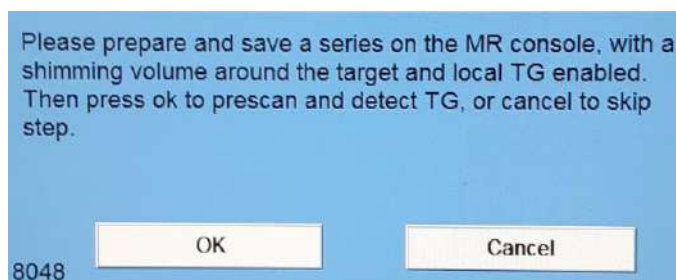 Please prepare and save a series on the MR console, with a
shimming volume around the target and local TG enabled.
Then press ok to prescan and detect TG, or cancel to skip
step.
OK
Cancel
8048